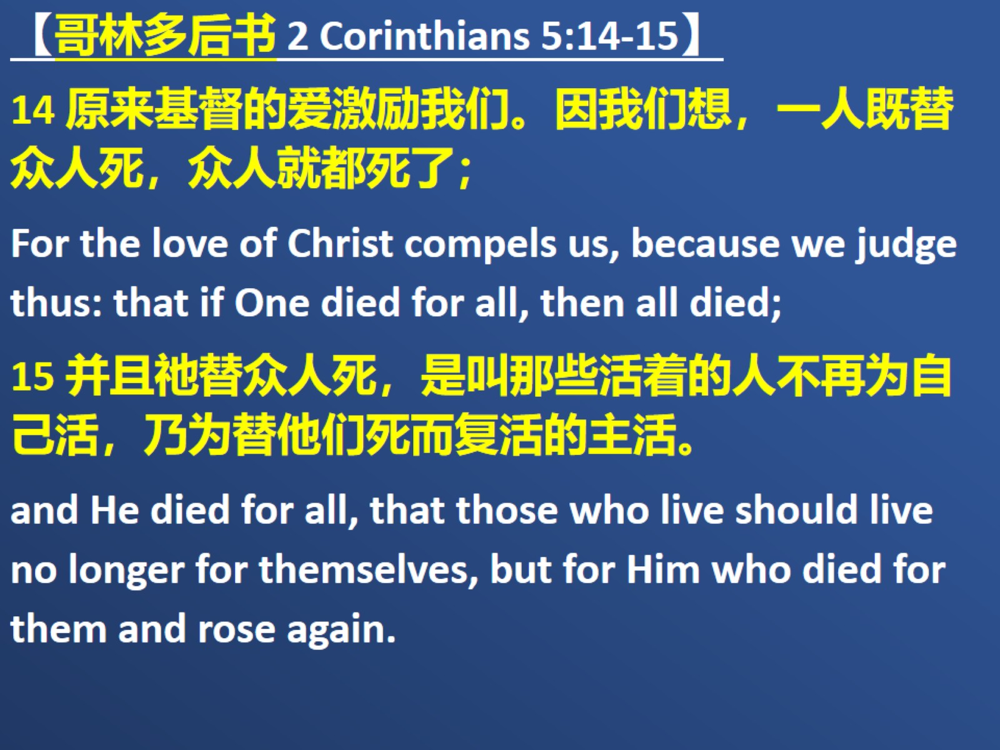 【哥林多后书 2 Corinthians 5:14-15】
14 原来基督的爱激励我们。因我们想，一人既替
众人死，众人就都死了；
For the love of Christ compels us, because we judge
thus: that if One died for all, then all died;
15 并且祂替众人死，是叫那些活着的人不再为自
己活，乃为替他们死而复活的主活。
and He died for all, that those who live should live
no longer for themselves, but for Him who died for
them and rose again.